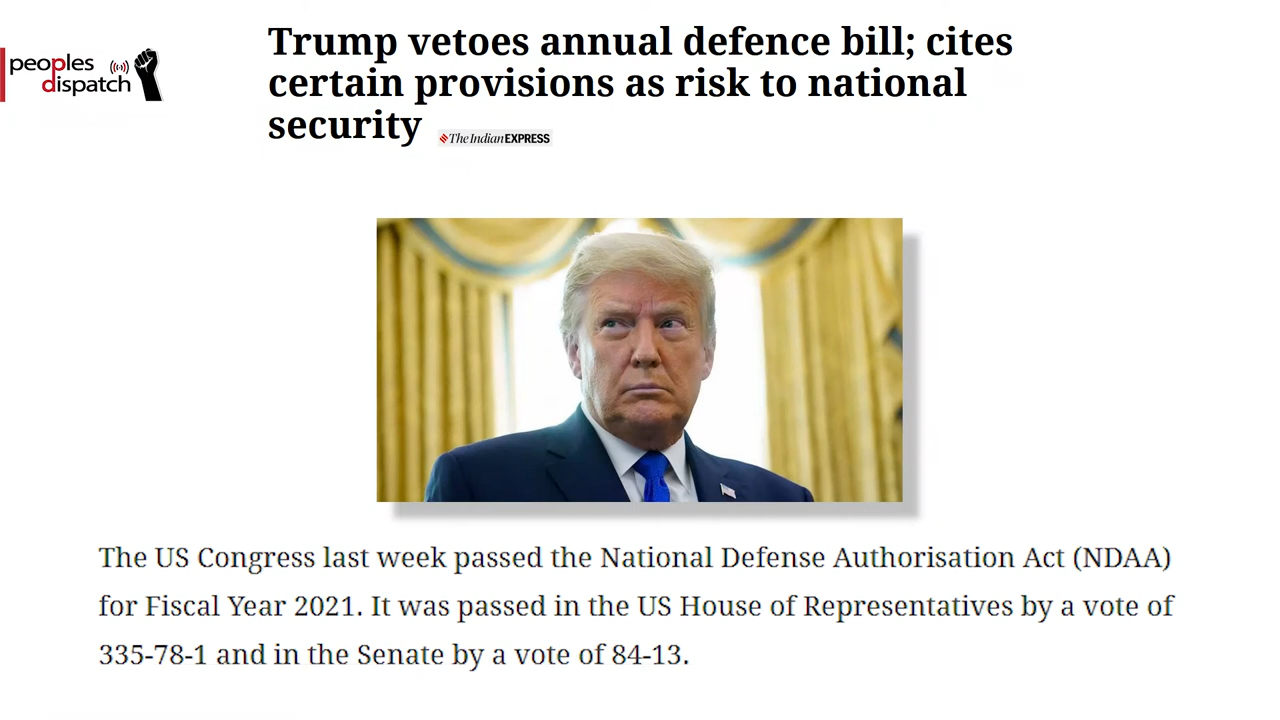 peoples
dispatch
Trump vetoes annual defence bill; cites
certain provisions as risk to national
security
The Indian EXPRESS
The US Congress last week passed the National Defense Authorisation Act (NDAA)
for Fiscal Year 2021. It was passed in the US House of Representatives by a vote of
335-78-1 and in the Senate by a vote of 84-13.